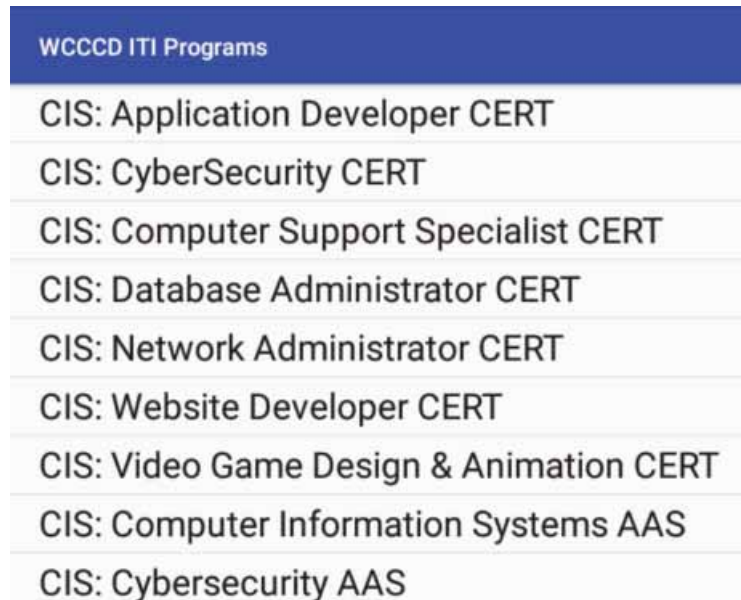 WCCCD ITI Programs
CIS: Application Developer CERT
CIS: CyberSecurity CERT
CIS: Computer Support Specialist CERT
CIS: Database Administrator CERT
CIS: Network Administrator CERT
CIS: Website Developer CERT
CIS: Video Game Design & Animation CERT
CIS: Computer Information Systems AAS
CIS: Cybersecurity AAS